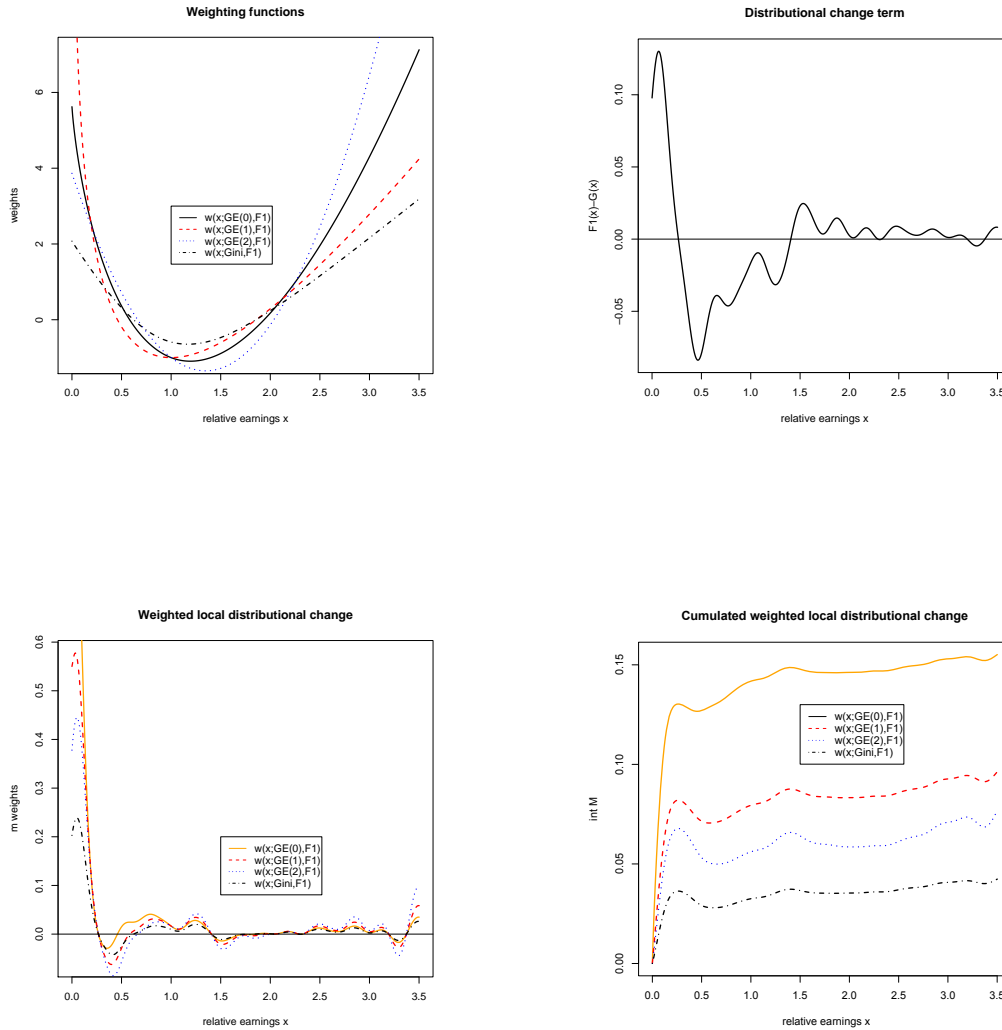 Weighting functions
weights
0
2
4
6
0.0 0.5 1.0 1.5 2.0 2.5 3.0 3.5
relative earnings x
w(x;GE(0),F1)
w(x;GE(1),F1)
w(x;GE(2),F1)
w(x;Gini,F1)
Distributional change term
F1(x)−G(x)
−0.05
0.00
0.05
0.10
0.0 0.5 1.0 1.5 2.0 2.5 3.0 3.5
relative earnings x
Weighted local distributional change
m weights
0.0
0.1
0.2
0.3
0.4
0.5
0.6
0.0 0.5 1.0 1.5 2.0 2.5 3.0 3.5
relative earnings x
w(x;GE(0),F1)
w(x;GE(1),F1)
w(x;GE(2),F1)
w(x;Gini,F1)
Cumulated weighted local distributional change
int M
0.00
0.05
0.10
0.15
0.0 0.5 1.0 1.5 2.0 2.5 3.0 3.5
relative earnings x
w(x;GE(0),F1)
w(x;GE(1),F1)
w(x;GE(2),F1)
w(x;Gini,F1)